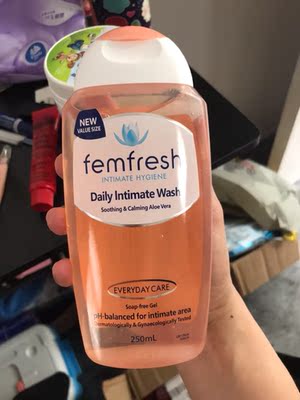 NEW
VALUE SIZE
femfresh
INTIMATE HYGIENE
Daily Intimate Wash
Soothing & Calming Aloe Vera
EVERYDAY CARE
Soap-free Gel
pH-balanced for intimate area
Dermatologically & Gynaecologically Tested
250mL